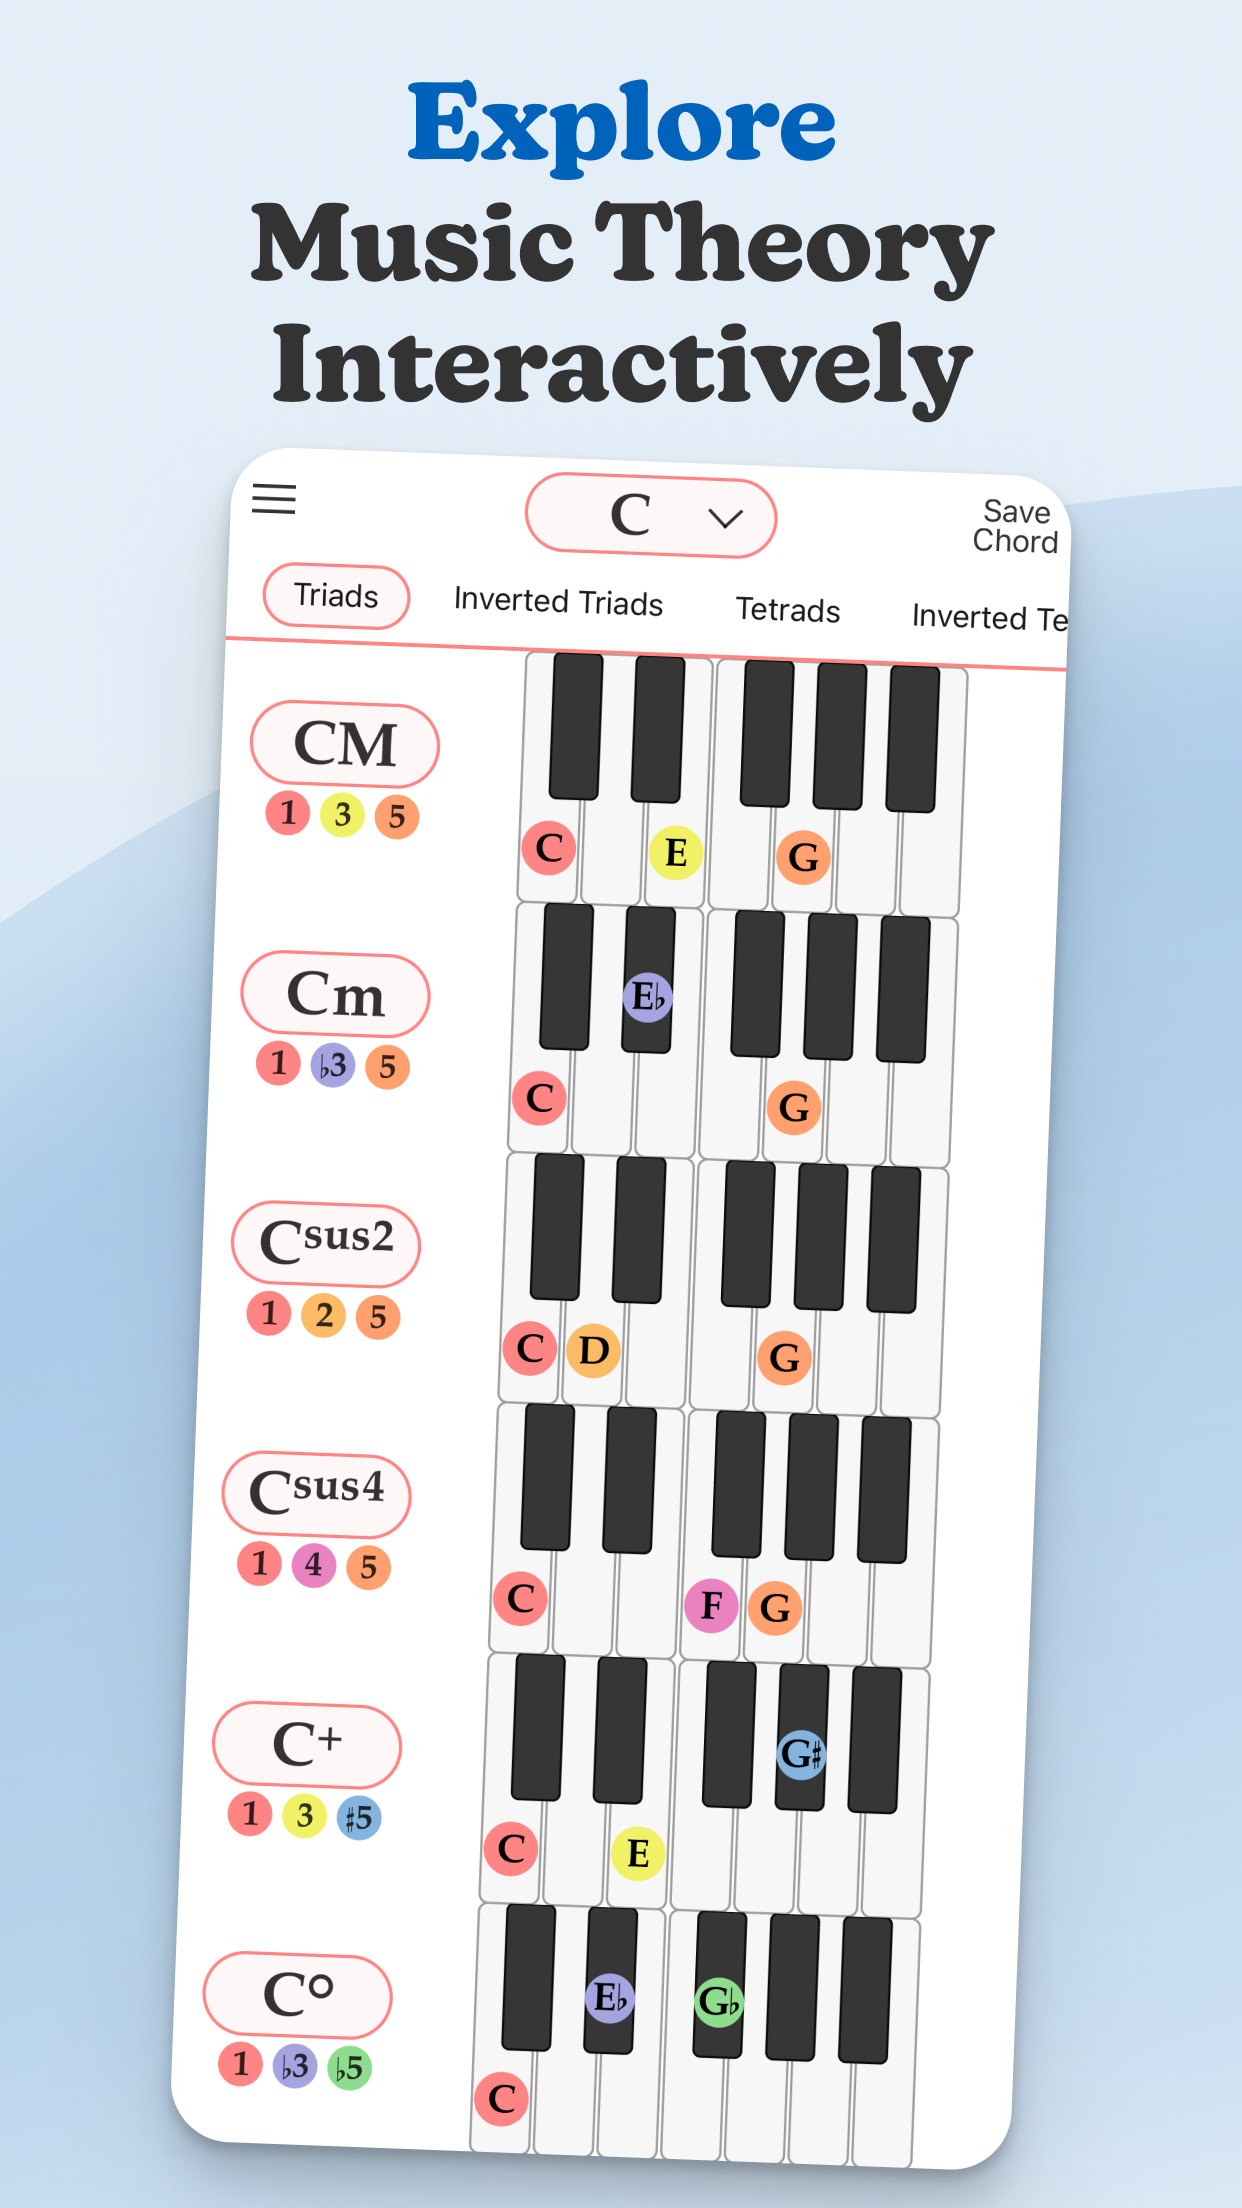 Explore
Music Theory
Interactively
C
Save
Chord
Triads Inverted Triads Tetrads Inverted Te
CM
1 3 5
C E G
Cm
1 ♭3 5
E♭
C G
Csus2
1 2 5
C D G
Csus4
1 4 5
C F G
C+
1 3 ♯5
G♯
C E
C°
1 ♭3 ♭5
E♭ G♭
C